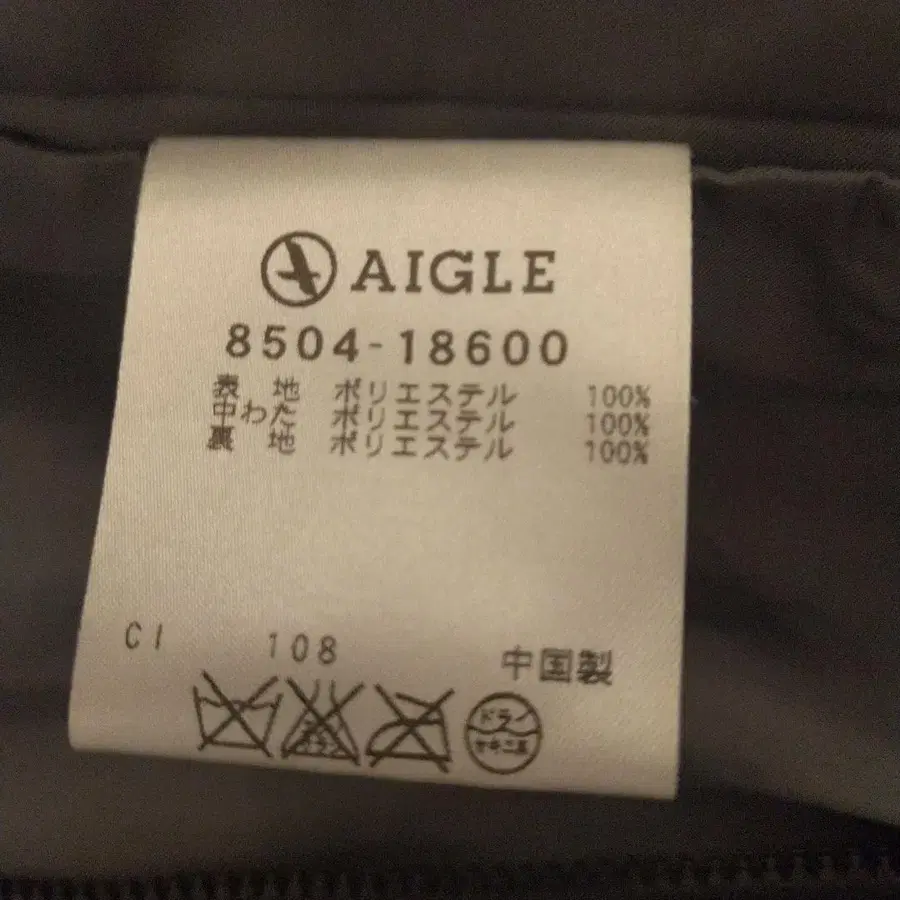 AIGLE
8504-18600
表 地 ポリエステル 100%
中わた ポリエステル 100%
裏 地 ポリエステル 100%
CI 108
中国製
ドライ
セキユ系